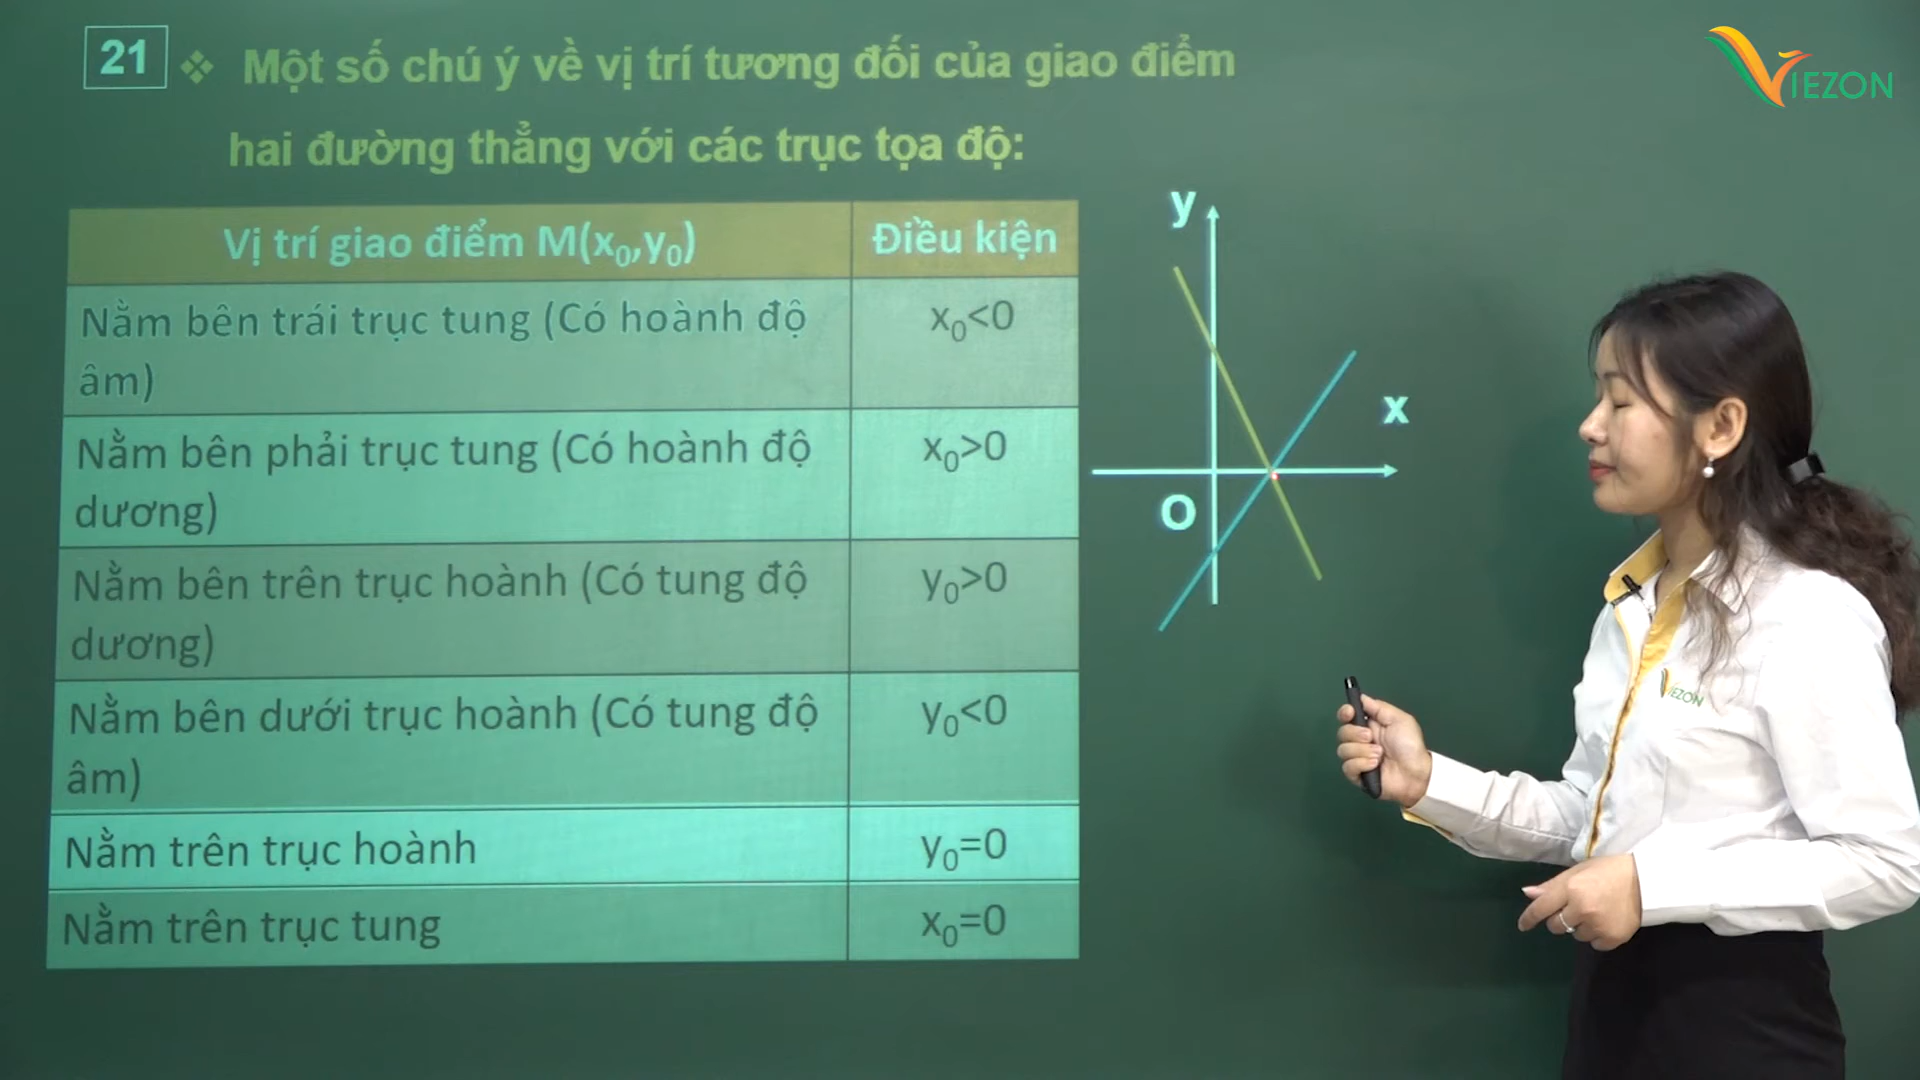 21
❖ Một số chú ý về vị trí tương đối của giao điểm
hai đường thẳng với các trục tọa độ:
Vị trí giao điểm M(x₀,y₀) Điều kiện
Nằm bên trái trục tung (Có hoành độ
âm)
x₀<0
Nằm bên phải trục tung (Có hoành độ
dương)
x₀>0
Nằm bên trên trục hoành (Có tung độ
dương)
y₀>0
Nằm bên dưới trục hoành (Có tung độ
âm)
y₀<0
Nằm trên trục hoành
y₀=0
Nằm trên trục tung
x₀=0
y
x
O
VIEZON
VIEZON